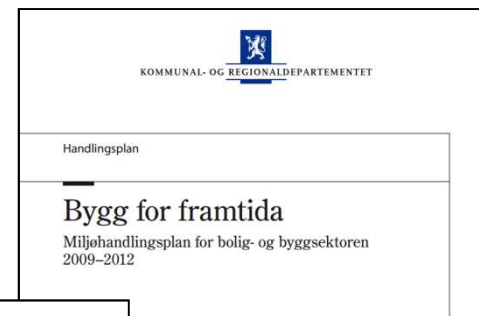 KOMMUNAL- OG REGIONALDEPARTEMENTET
Handlingsplan
Bygg for framtida
Miljøhandlingsplan for bolig- og byggsektoren
2009–2012